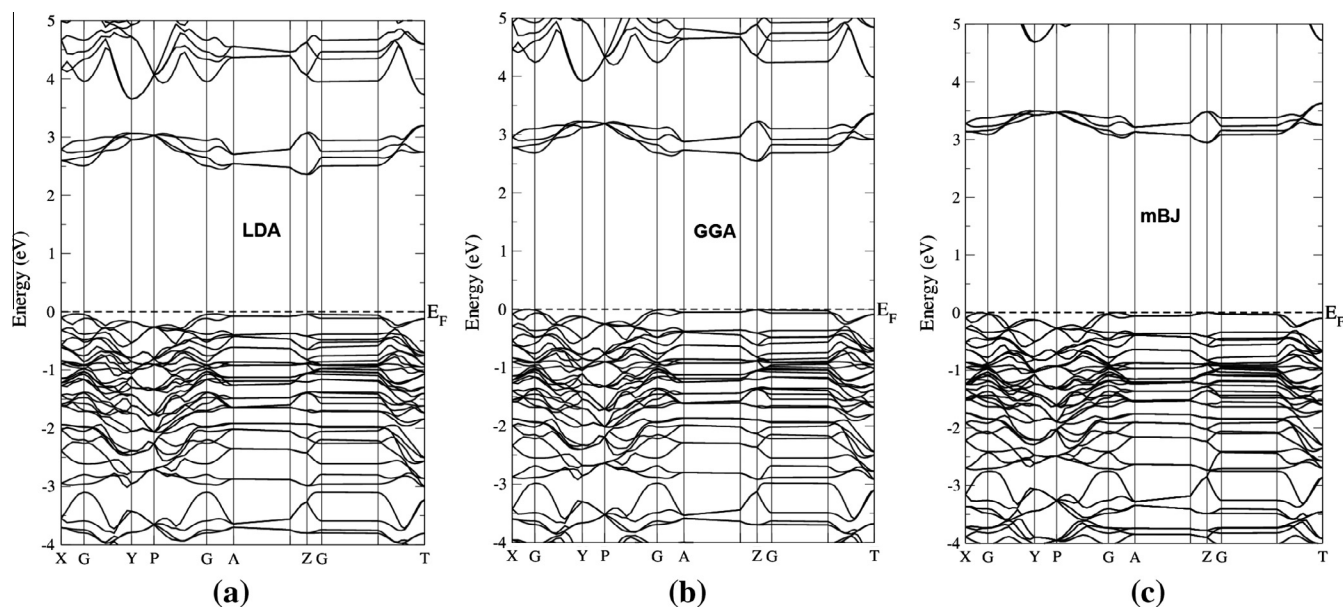 5
4
3
2
1
0
-1
-2
-3
-4
Energy (eV)
LDA
E_F
X G Y P G Λ Z G T
(a)
5
4
3
2
1
0
-1
-2
-3
-4
Energy (eV)
GGA
E_F
X G Y P G A Z G T
(b)
5
4
3
2
1
0
-1
-2
-3
-4
Energy (eV)
mBJ
E_F
X G Y P G A Z G T
(c)